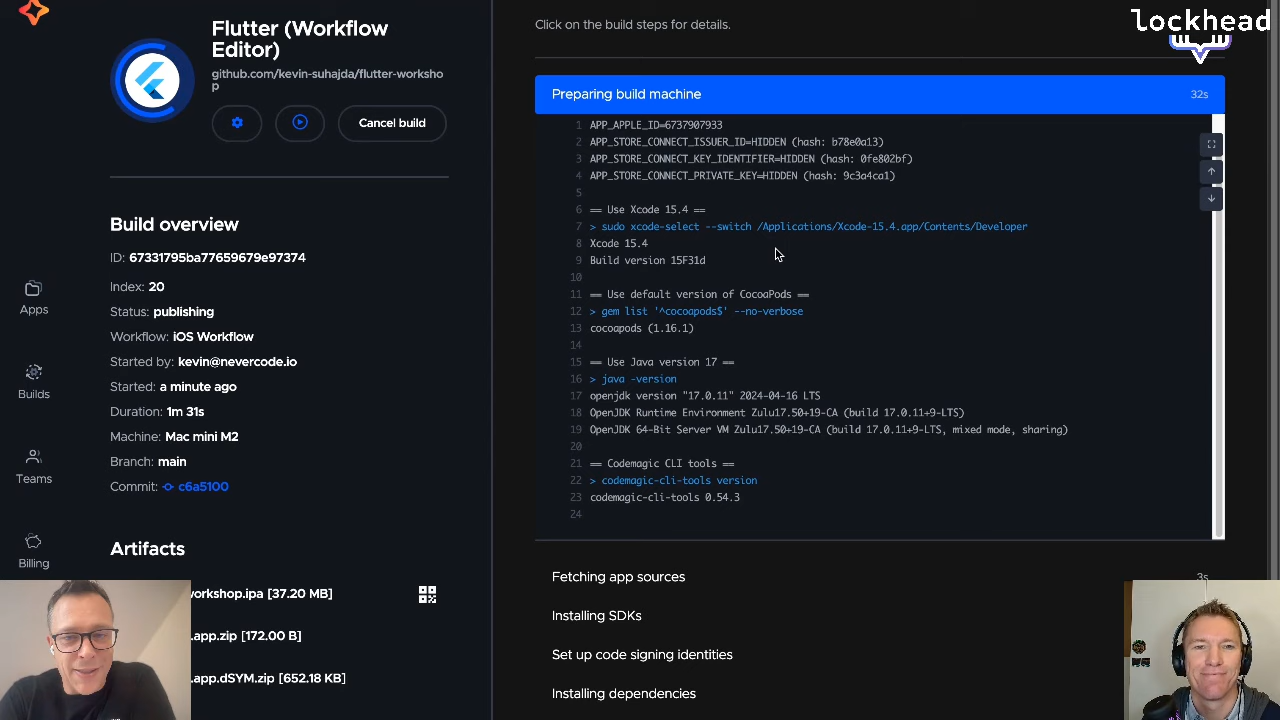 Flutter (Workflow
Editor)
github.com/kevin-suhajda/flutter-worksho
p
Cancel build
Build overview
ID: 67331795ba77659679e97374
Index: 20
Status: publishing
Workflow: iOS Workflow
Started by: kevin@nevercode.io
Started: a minute ago
Duration: 1m 31s
Machine: Mac mini M2
Branch: main
Commit: c6a5100
Artifacts
workshop.ipa [37.20 MB]
.app.zip [172.00 B]
.app.dSYM.zip [652.18 KB]
Apps
Builds
Teams
Billing
lockhead
Click on the build steps for details.
Preparing build machine 32s
1 APP_APPLE_ID=6737907933
2 APP_STORE_CONNECT_ISSUER_ID=HIDDEN (hash: b78e0a13)
3 APP_STORE_CONNECT_KEY_IDENTIFIER=HIDDEN (hash: 0fe802bf)
4 APP_STORE_CONNECT_PRIVATE_KEY=HIDDEN (hash: 9c3a4ca1)
5
6 == Use Xcode 15.4 ==
7 > sudo xcode-select --switch /Applications/Xcode-15.4.app/Contents/Developer
8 Xcode 15.4
9 Build version 15F31d
10
11 == Use default version of CocoaPods ==
12 > gem list '^cocoapods$' --no-verbose
13 cocoapods (1.16.1)
14
15 == Use Java version 17 ==
16 > java -version
17 openjdk version "17.0.11" 2024-04-16 LTS
18 OpenJDK Runtime Environment Zulu17.50+19-CA (build 17.0.11+9-LTS)
19 OpenJDK 64-Bit Server VM Zulu17.50+19-CA (build 17.0.11+9-LTS, mixed mode, sharing)
20
21 == Codemagic CLI tools ==
22 > codemagic-cli-tools version
23 codemagic-cli-tools 0.54.3
24
Fetching app sources 3s
Installing SDKs
Set up code signing identities
Installing dependencies